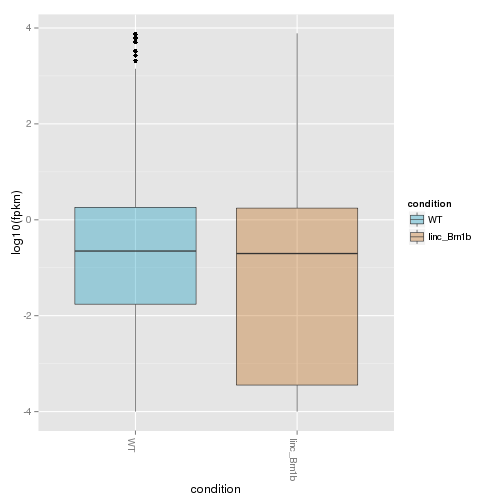 4
2
0
-2
-4
log10(fpkm)
WT
linc_Brn1b
condition
condition
WT
linc_Brn1b